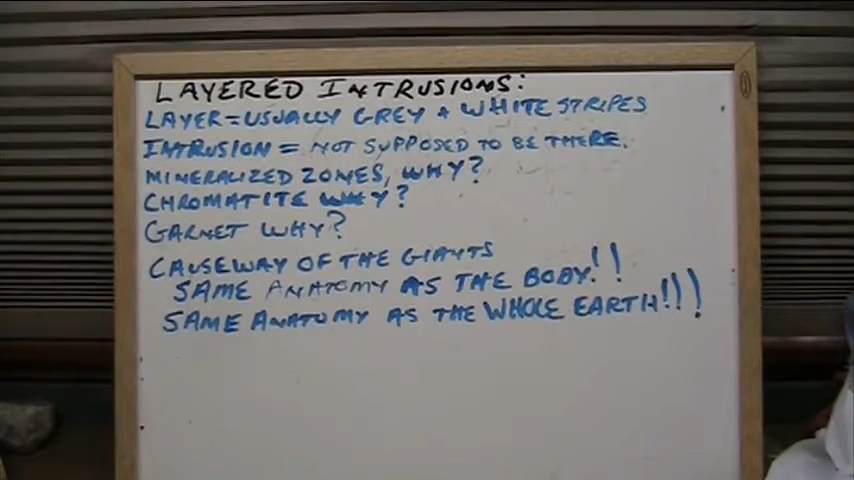 LAYERED INTRUSIONS:
LAYER = USUALLY GREY + WHITE STRIPES
INTRUSION = NOT SUPPOSED TO BE THERE.
MINERALIZED ZONES, WHY?
CHROMATITE WHY?
GARNET WHY?
CAUSEWAY OF THE GIANTS
SAME ANATOMY AS THE BODY!!
SAME ANATOMY AS THE WHOLE EARTH!!!
1